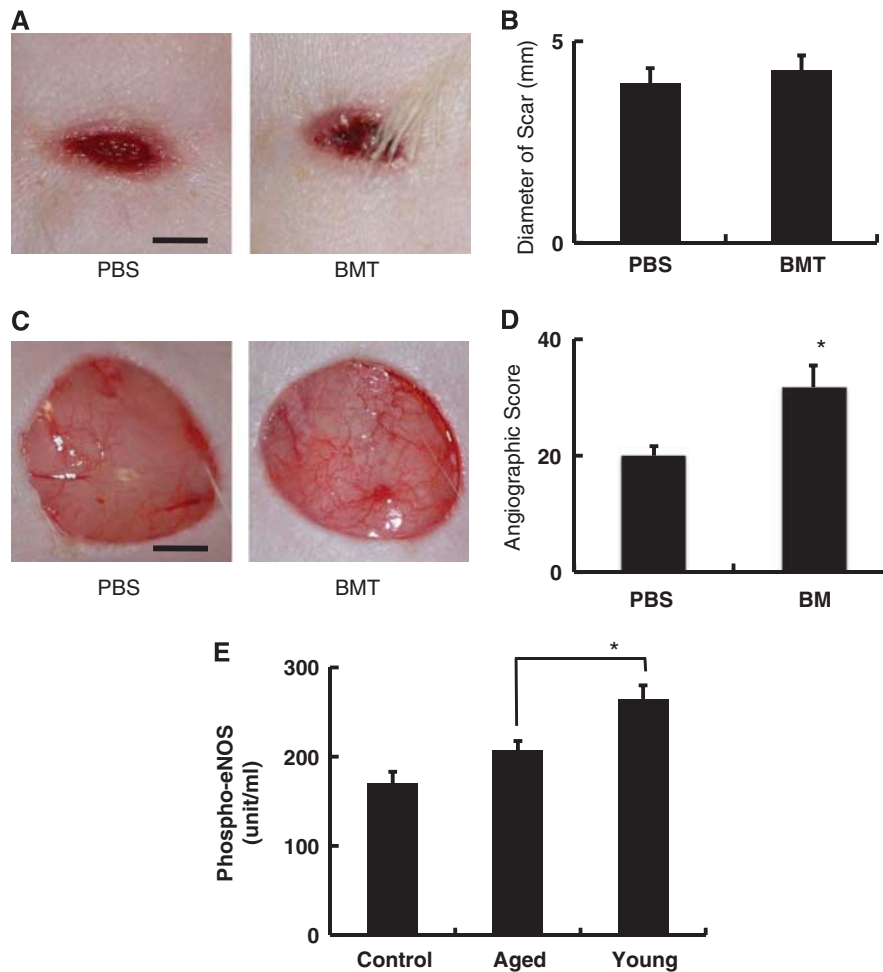 A
PBS
BMT
B
Diameter of Scar (mm)
5
0
PBS
BMT
C
PBS
BMT
D
Angiographic Score
40
20
0
*
PBS
BM
E
Phospho-eNOS
(unit/ml)
300
200
100
0
*
Control
Aged
Young